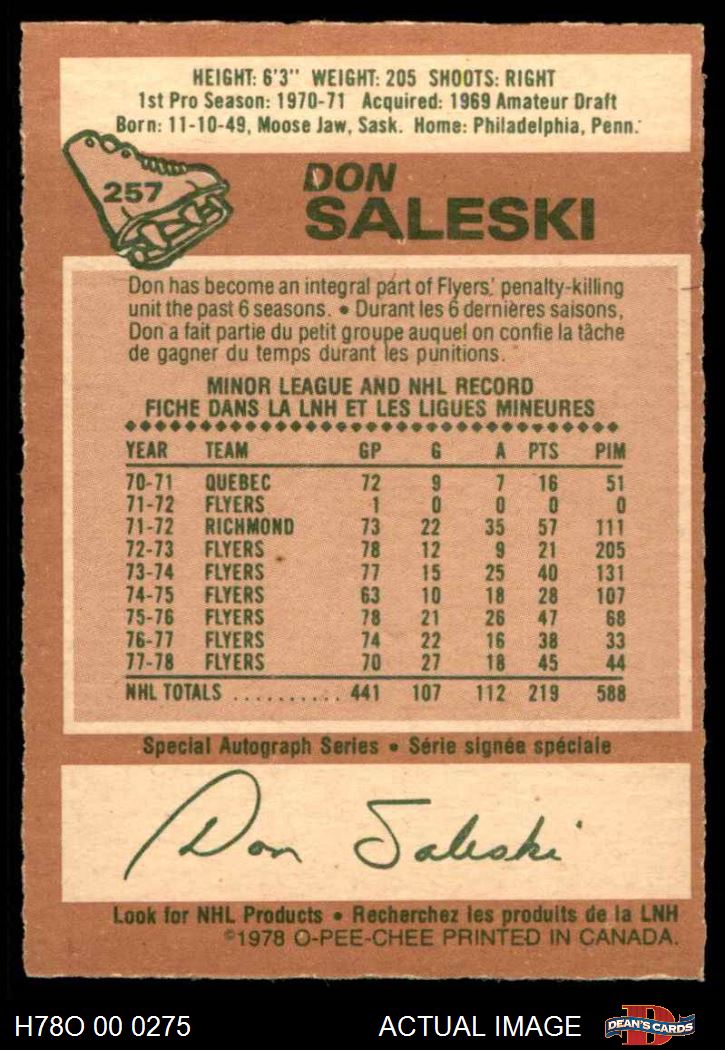 HEIGHT: 6'3" WEIGHT: 205 SHOOTS: RIGHT
1st Pro Season: 1970-71 Acquired: 1969 Amateur Draft
Born: 11-10-49, Moose Jaw, Sask. Home: Philadelphia, Penn.
257
DON
SALESKI
Don has become an integral part of Flyers' penalty-killing
unit the past 6 seasons. • Durant les 6 dernières saisons,
Don a fait partie du petit groupe auquel on confie la tâche
de gagner du temps durant les punitions.
MINOR LEAGUE AND NHL RECORD
FICHE DANS LA LNH ET LES LIGUES MINEURES
YEAR TEAM GP G A PTS PIM
70-71 QUEBEC 72 9 7 16 51
71-72 FLYERS 1 0 0 0 0
71-72 RICHMOND 73 22 35 57 111
72-73 FLYERS 78 12 9 21 205
73-74 FLYERS 77 15 25 40 131
74-75 FLYERS 63 10 18 28 107
75-76 FLYERS 78 21 26 47 68
76-77 FLYERS 74 22 16 38 33
77-78 FLYERS 70 27 18 45 44
NHL TOTALS .......... 441 107 112 219 588
Special Autograph Series • Série signée spéciale
Don Saleski
Look for NHL Products • Recherchez les produits de la LNH
©1978 O-PEE-CHEE PRINTED IN CANADA.
H78O 00 0275 ACTUAL IMAGE
D
DEAN'S CARDS